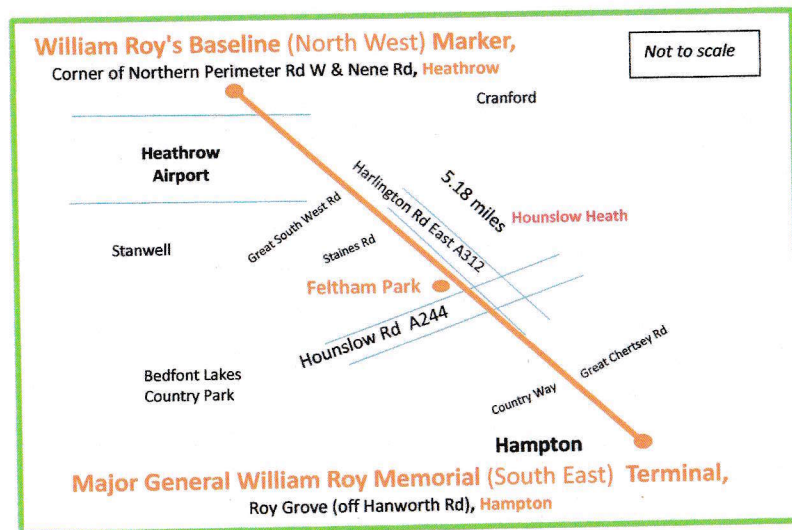 William Roy's Baseline (North West) Marker,
Not to scale
Corner of Northern Perimeter Rd W & Nene Rd, Heathrow
Cranford
Heathrow
Airport
5.18 miles
Harlington Rd East A312
Hounslow Heath
Great South West Rd
Staines Rd
Stanwell
Feltham Park
Hounslow Rd A244
Great Chertsey Rd
Bedfont Lakes
Country Park
Country Way
Hampton
Major General William Roy Memorial (South East) Terminal,
Roy Grove (off Hanworth Rd), Hampton